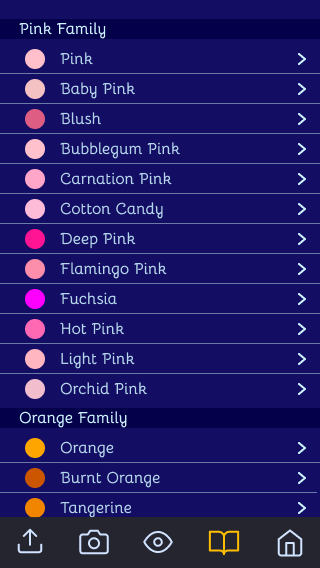 Pink Family
Pink
Baby Pink
Blush
Bubblegum Pink
Carnation Pink
Cotton Candy
Deep Pink
Flamingo Pink
Fuchsia
Hot Pink
Light Pink
Orchid Pink
Orange Family
Orange
Burnt Orange
Tangerine